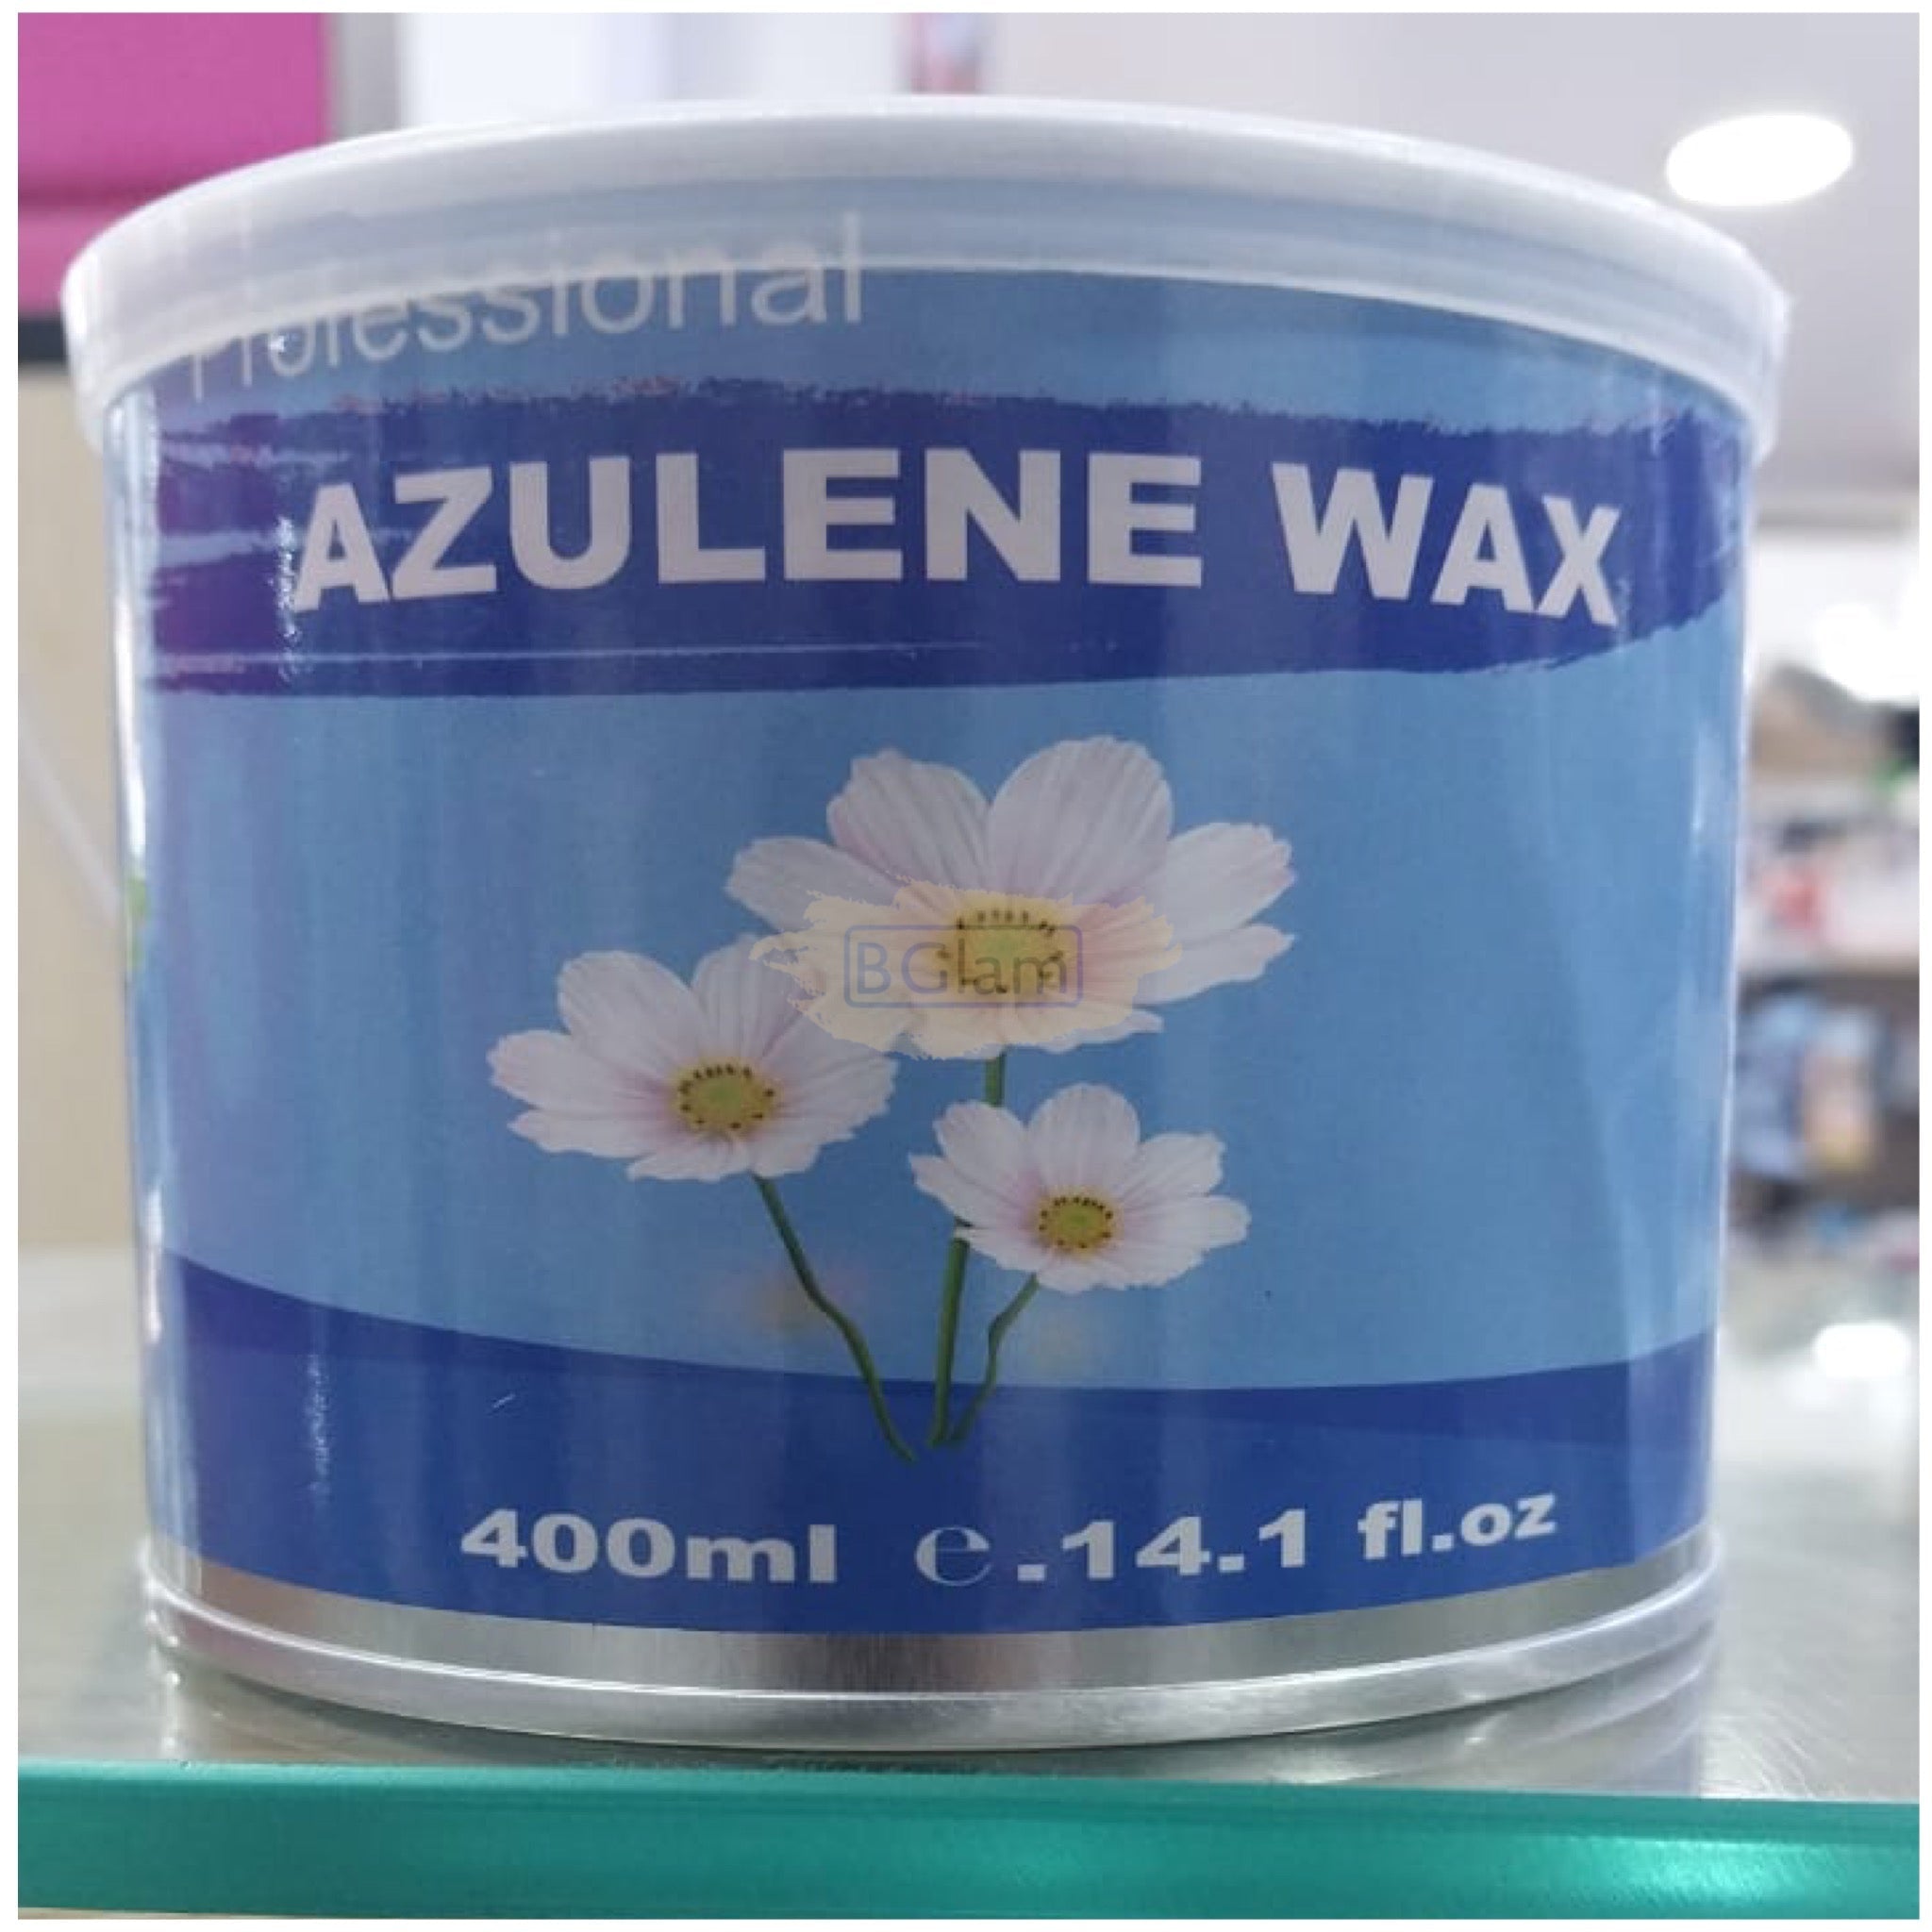 Professional
AZULENE WAX
BGlam
400ml e .14.1 fl.oz